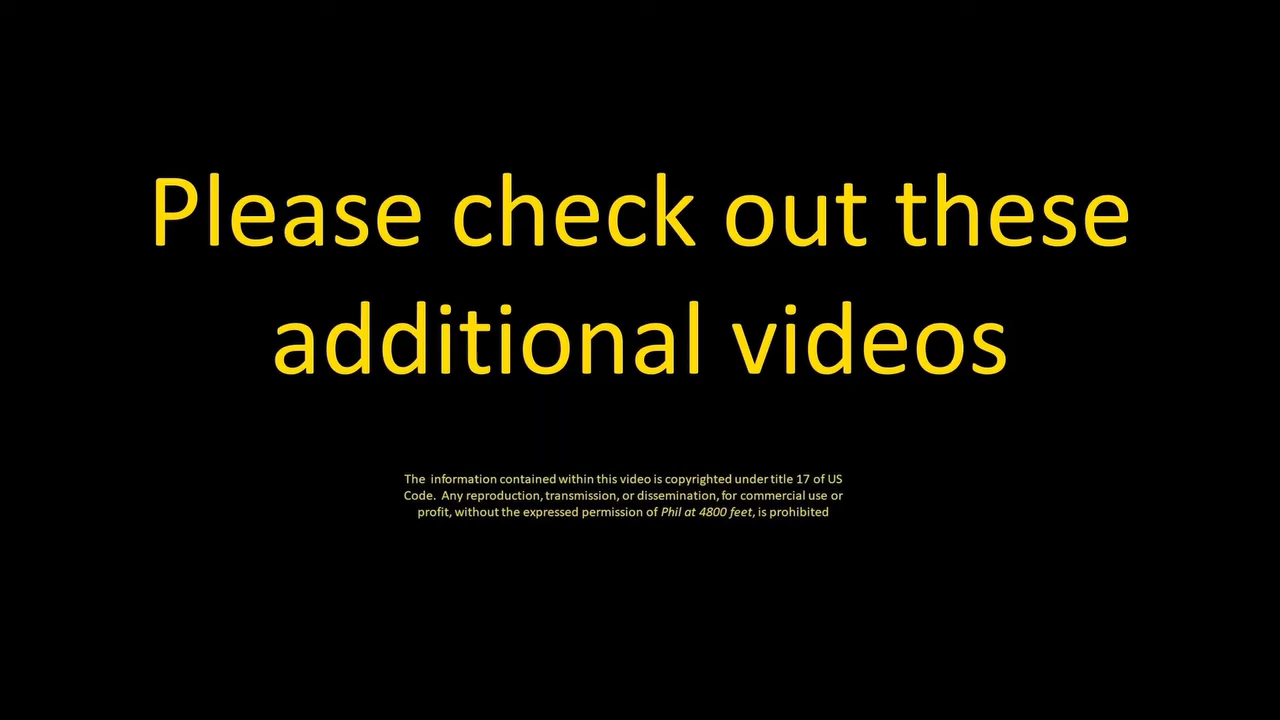 Please check out these
additional videos
The  information contained within this video is copyrighted under title 17 of US
Code.  Any reproduction, transmission, or dissemination, for commercial use or
profit, without the expressed permission of Phil at 4800 feet, is prohibited